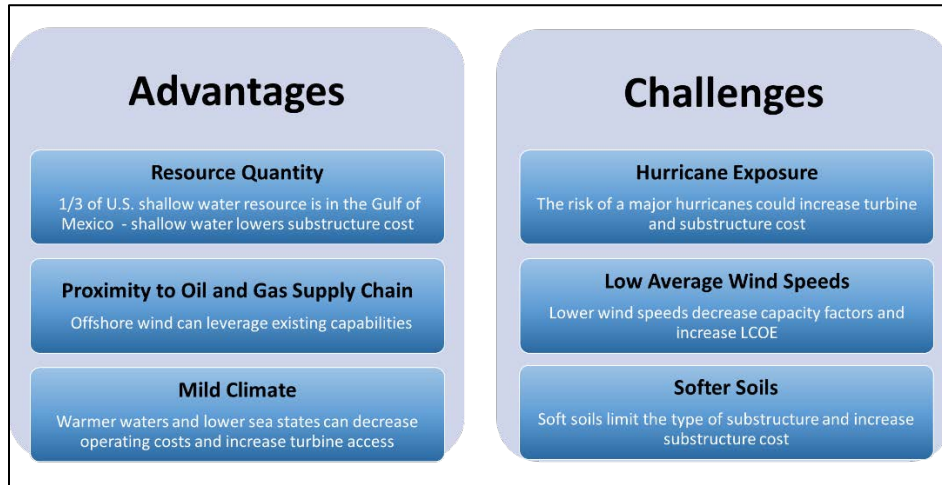 Advantages
Resource Quantity
1/3 of U.S. shallow water resource is in the Gulf of
Mexico - shallow water lowers substructure cost
Proximity to Oil and Gas Supply Chain
Offshore wind can leverage existing capabilities
Mild Climate
Warmer waters and lower sea states can decrease
operating costs and increase turbine access
Challenges
Hurricane Exposure
The risk of a major hurricanes could increase turbine
and substructure cost
Low Average Wind Speeds
Lower wind speeds decrease capacity factors and
increase LCOE
Softer Soils
Soft soils limit the type of substructure and increase
substructure cost